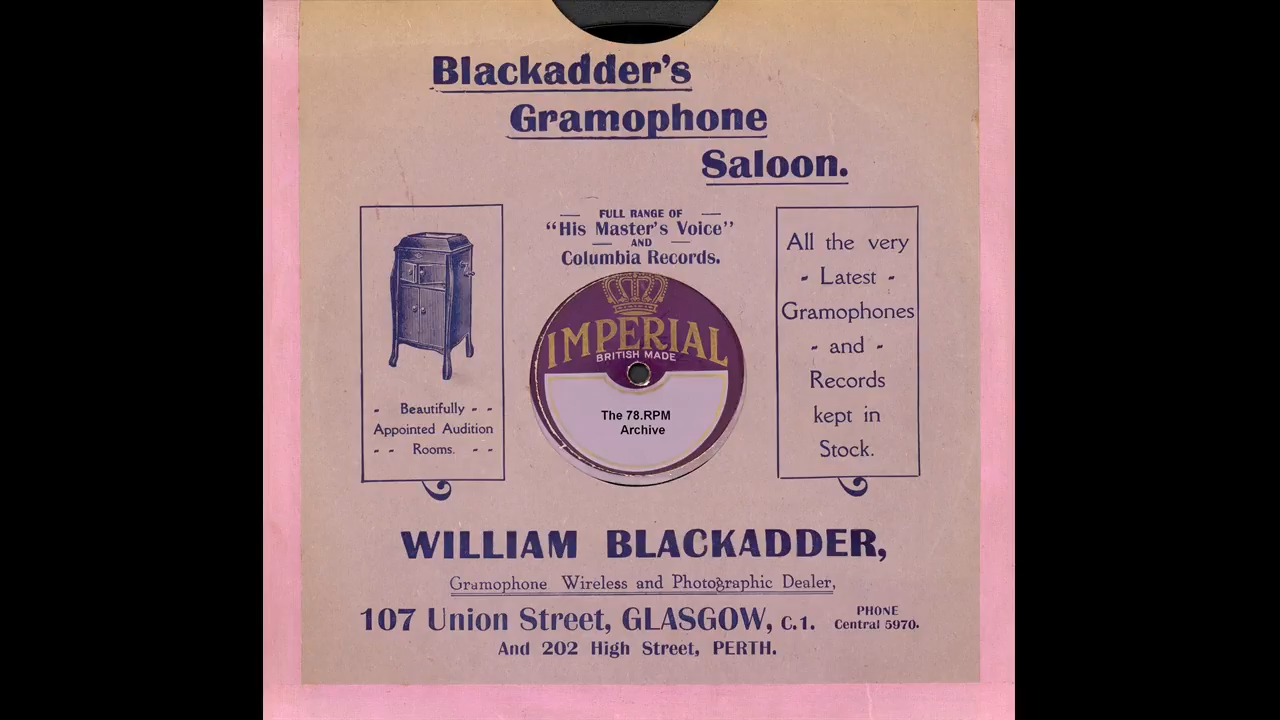 Blackadder's
Gramophone
Saloon.
FULL RANGE OF
"His Master's Voice"
AND
Columbia Records.
- Beautifully - -
Appointed Audition
- - Rooms. - -
All the very
- Latest -
Gramophones
- and -
Records
kept in
Stock.
IMPERIAL
BRITISH MADE
The 78.RPM
Archive
WILLIAM BLACKADDER,
Gramophone Wireless and Photographic Dealer,
107 Union Street, GLASGOW, C.1.
PHONE
Central 5970.
And 202 High Street, PERTH.